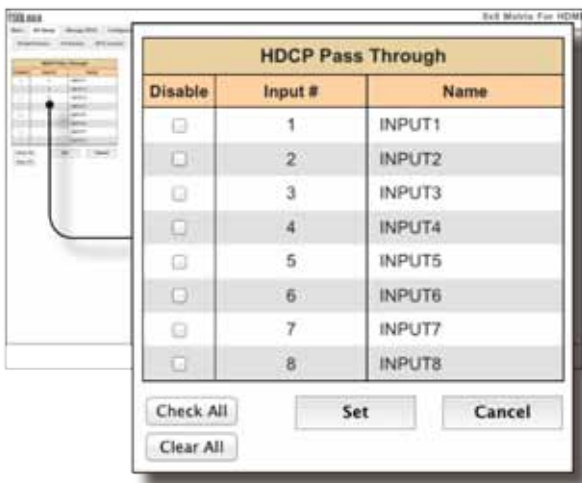 8x8 Matrix For HDMI
HDCP Pass Through
Disable Input # Name
1 INPUT1
2 INPUT2
3 INPUT3
4 INPUT4
5 INPUT5
6 INPUT6
7 INPUT7
8 INPUT8
Check All Set Cancel
Clear All